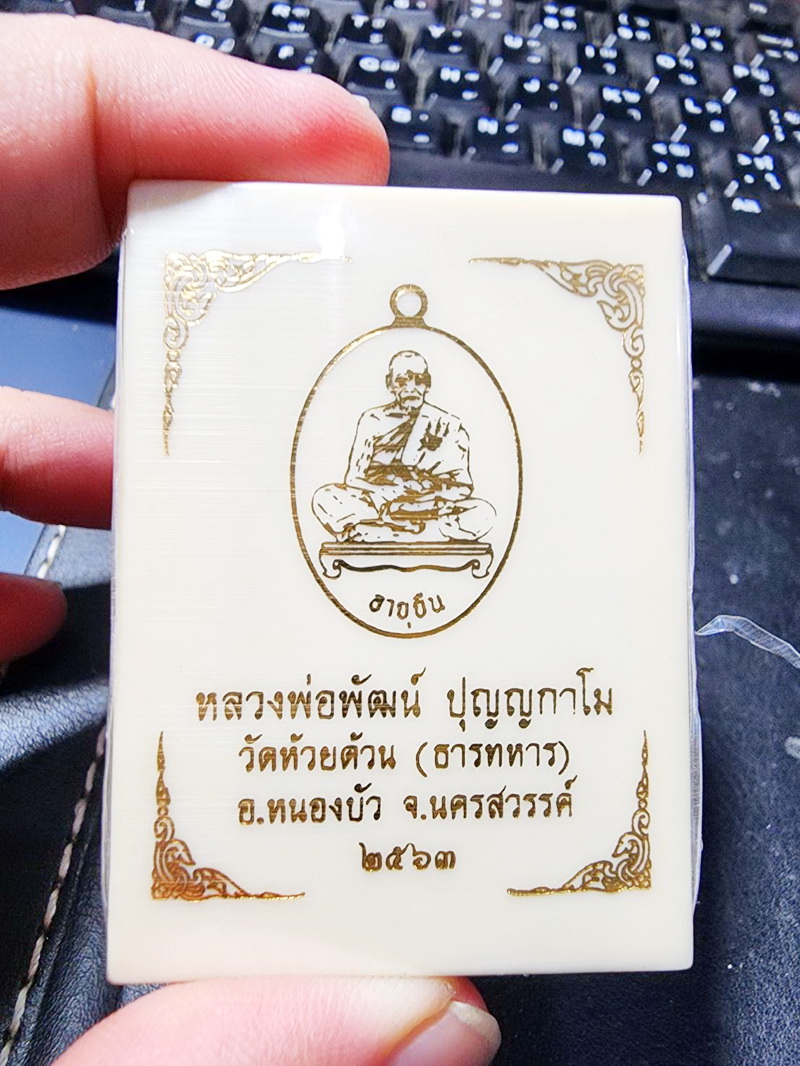 อายุยืน
หลวงพ่อพัฒน์ ปุญญกาโม
วัดห้วยด้วน (ธารทหาร)
อ.หนองบัว จ.นครสวรรค์
๒๕๖๓